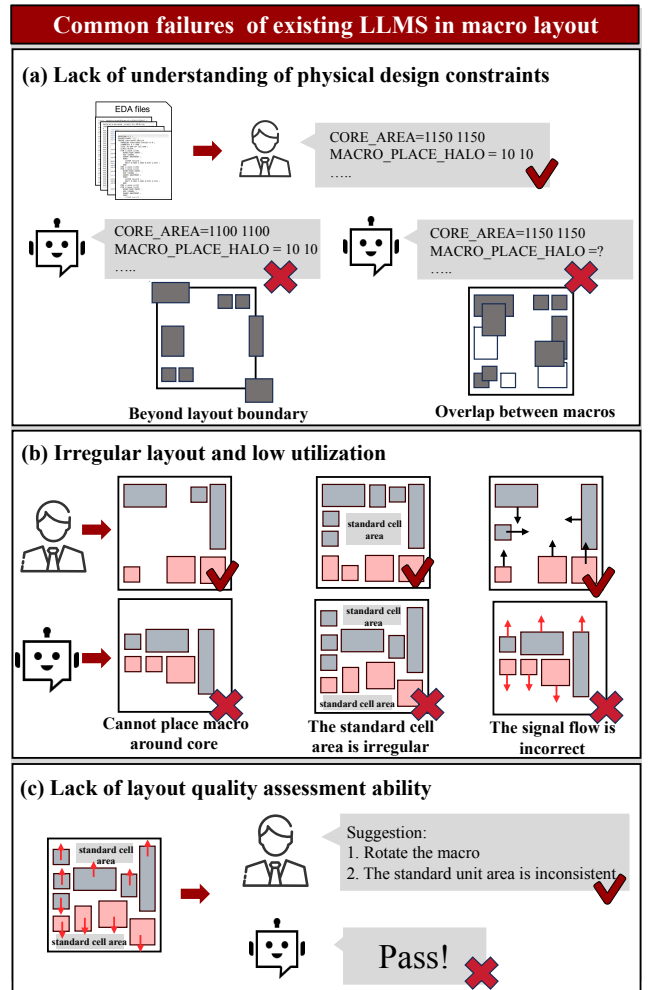 Common failures of existing LLMS in macro layout
(a) Lack of understanding of physical design constraints
EDA files
CORE_AREA=1150 1150
MACRO_PLACE_HALO = 10 10
…..
CORE_AREA=1100 1100
MACRO_PLACE_HALO = 10 10
…..
CORE_AREA=1150 1150
MACRO_PLACE_HALO =?
…..
Beyond layout boundary
Overlap between macros
(b) Irregular layout and low utilization
standard cell
area
standard cell
area
standard cell area
Cannot place macro
around core
The standard cell
area is irregular
The signal flow is
incorrect
(c) Lack of layout quality assessment ability
standard cell
area
standard cell area
Suggestion:
1. Rotate the macro
2. The standard unit area is inconsistent
Pass!